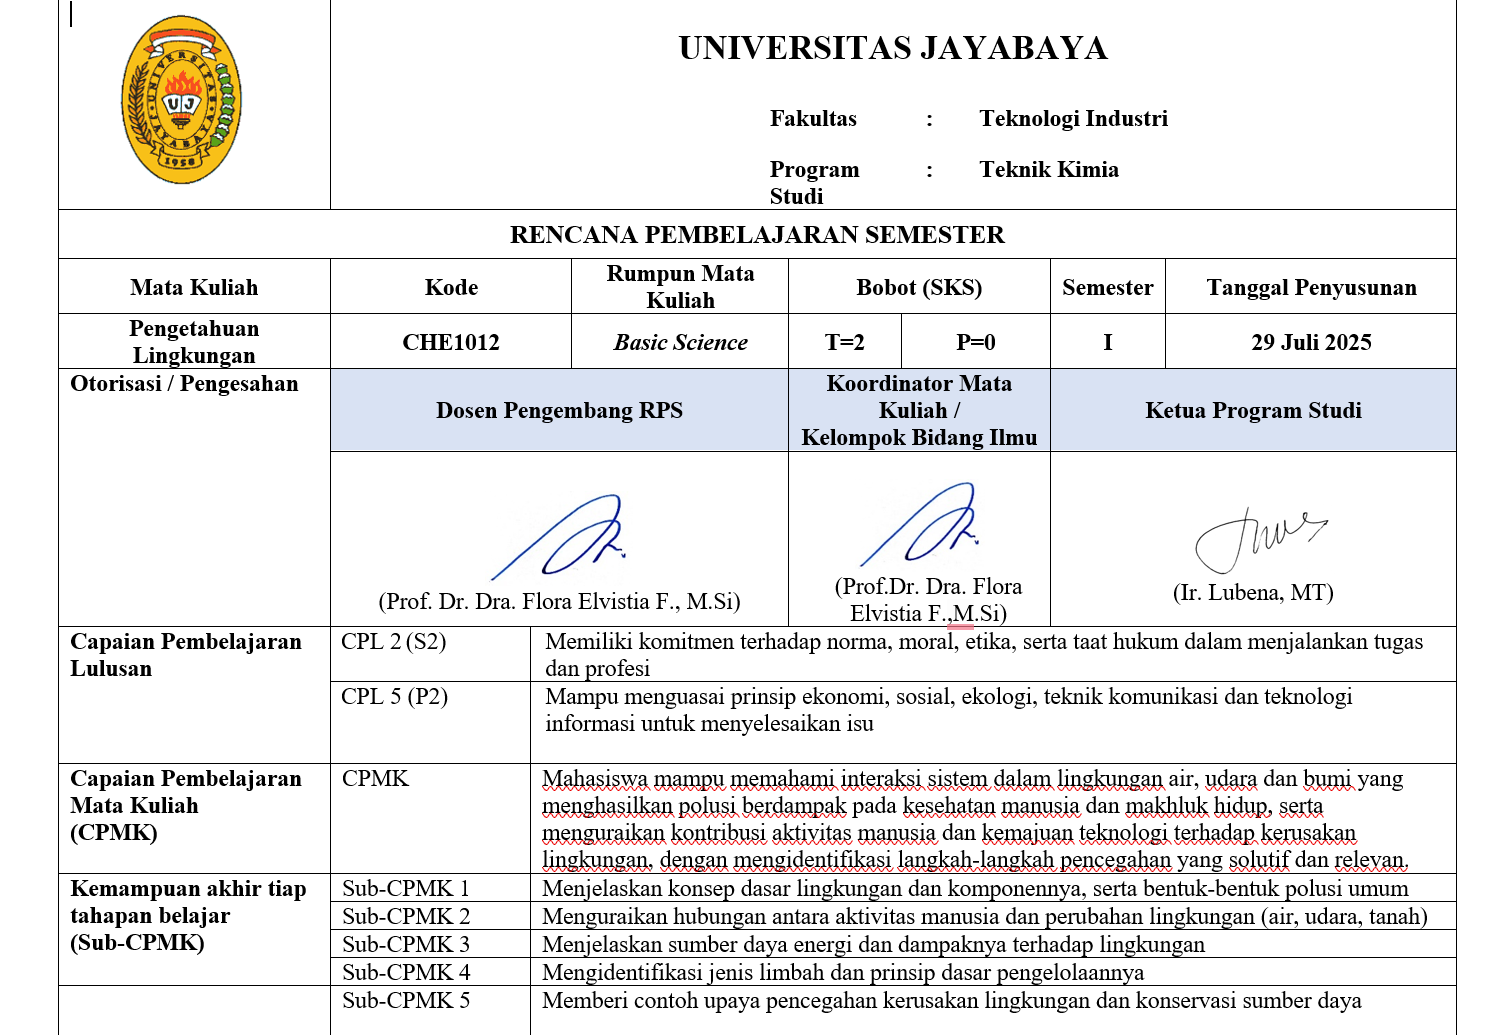 UNIVERSITAS JAYABAYA
UNIVERSITAS JAYABAYA
UJ
1958
Fakultas : Teknologi Industri
Program Studi : Teknik Kimia
RENCANA PEMBELAJARAN SEMESTER
Mata Kuliah
Kode
Rumpun Mata
Kuliah
Bobot (SKS)
Semester
Tanggal Penyusunan
Pengetahuan
Lingkungan
CHE1012
Basic Science
T=2
P=0
I
29 Juli 2025
Otorisasi / Pengesahan
Dosen Pengembang RPS
Koordinator Mata
Kuliah /
Kelompok Bidang Ilmu
Ketua Program Studi
(Prof. Dr. Dra. Flora Elvistia F., M.Si)
(Prof.Dr. Dra. Flora
Elvistia F.,M.Si)
(Ir. Lubena, MT)
Capaian Pembelajaran
Lulusan
CPL 2 (S2)
Memiliki komitmen terhadap norma, moral, etika, serta taat hukum dalam menjalankan tugas
dan profesi
CPL 5 (P2)
Mampu menguasai prinsip ekonomi, sosial, ekologi, teknik komunikasi dan teknologi
informasi untuk menyelesaikan isu
Capaian Pembelajaran
Mata Kuliah
(CPMK)
CPMK
Mahasiswa mampu memahami interaksi sistem dalam lingkungan air, udara dan bumi yang
menghasilkan polusi berdampak pada kesehatan manusia dan makhluk hidup, serta
menguraikan kontribusi aktivitas manusia dan kemajuan teknologi terhadap kerusakan
lingkungan, dengan mengidentifikasi langkah-langkah pencegahan yang solutif dan relevan.
Kemampuan akhir tiap
tahapan belajar
(Sub-CPMK)
Sub-CPMK 1
Menjelaskan konsep dasar lingkungan dan komponennya, serta bentuk-bentuk polusi umum
Sub-CPMK 2
Menguraikan hubungan antara aktivitas manusia dan perubahan lingkungan (air, udara, tanah)
Sub-CPMK 3
Menjelaskan sumber daya energi dan dampaknya terhadap lingkungan
Sub-CPMK 4
Mengidentifikasi jenis limbah dan prinsip dasar pengelolaannya
Sub-CPMK 5
Memberi contoh upaya pencegahan kerusakan lingkungan dan konservasi sumber daya